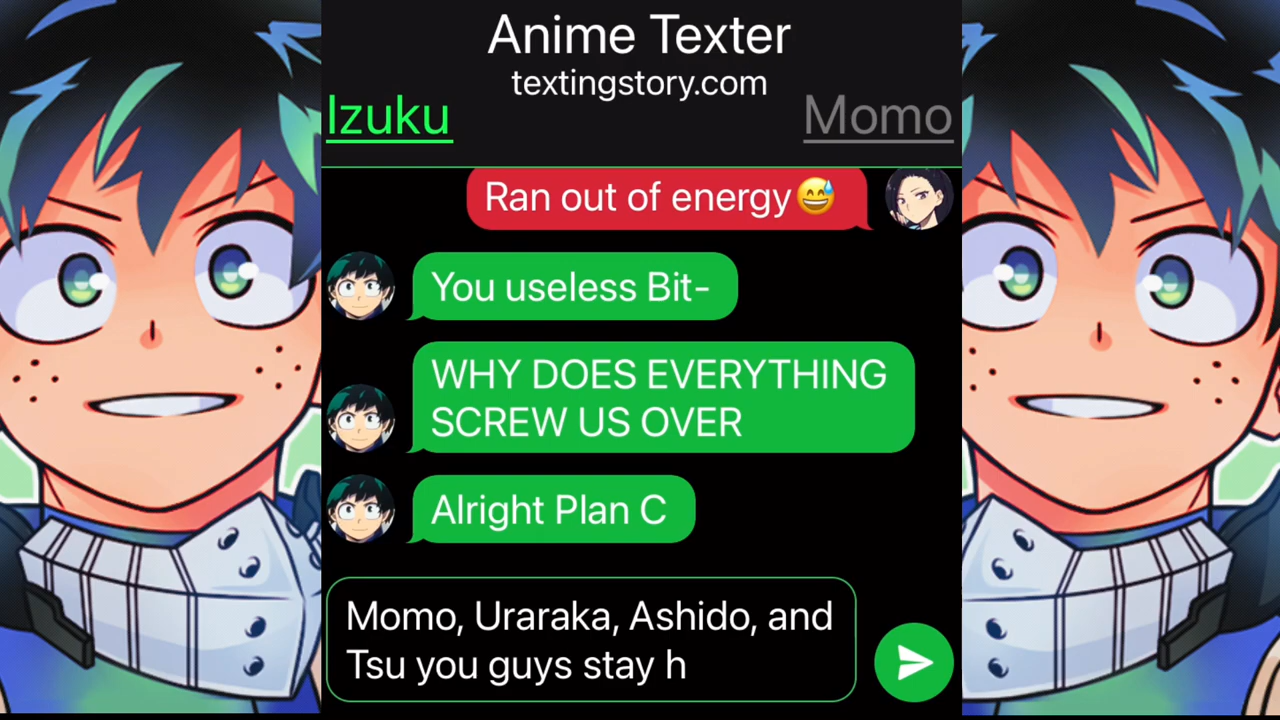 Anime Texter
textingstory.com
Izuku
Momo
Ran out of energy😅
You useless Bit-
WHY DOES EVERYTHING
SCREW US OVER
Alright Plan C
Momo, Uraraka, Ashido, and
Tsu you guys stay h